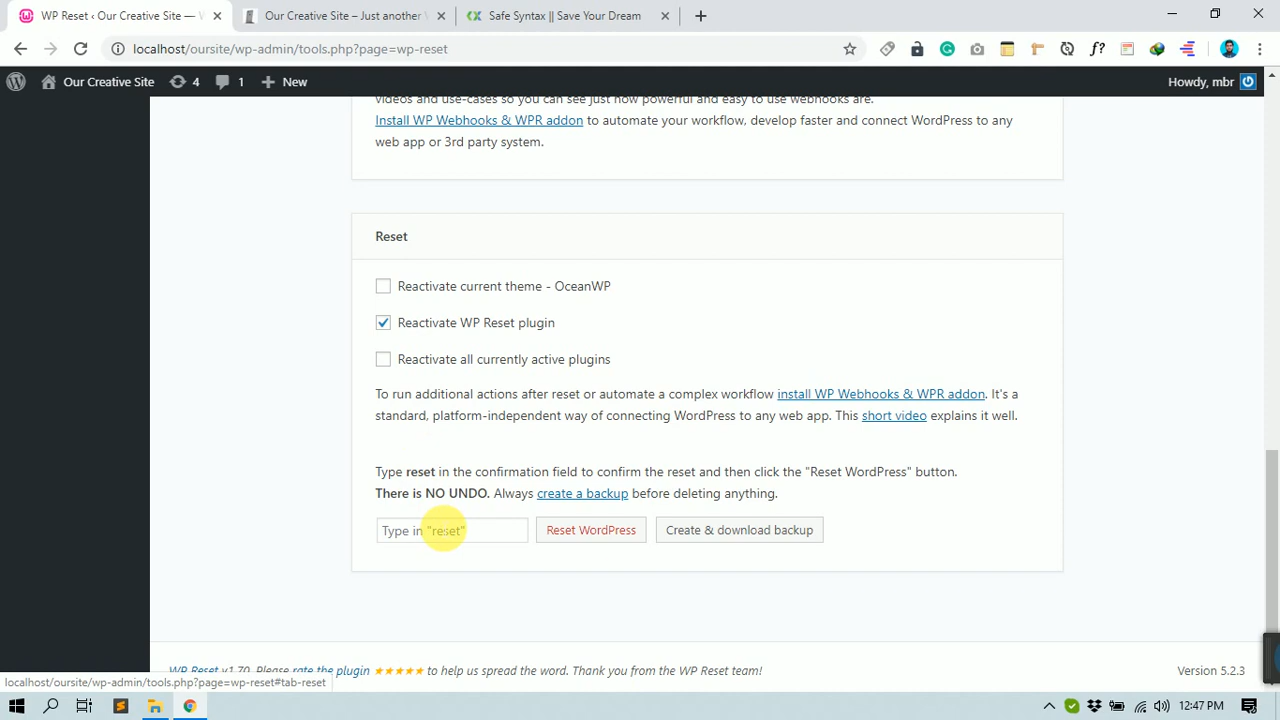 WP Reset ‹ Our Creative Site —
Our Creative Site – Just another
Safe Syntax || Save Your Dream
localhost/oursite/wp-admin/tools.php?page=wp-reset
Our Creative Site 4 1 New
Howdy, mbr
videos and use-cases so you can see just how powerful and easy to use webhooks are.
Install WP Webhooks & WPR addon to automate your workflow, develop faster and connect WordPress to any
web app or 3rd party system.
Reset
Reactivate current theme - OceanWP
Reactivate WP Reset plugin
Reactivate all currently active plugins
To run additional actions after reset or automate a complex workflow install WP Webhooks & WPR addon. It's a
standard, platform-independent way of connecting WordPress to any web app. This short video explains it well.
Type reset in the confirmation field to confirm the reset and then click the "Reset WordPress" button.
There is NO UNDO. Always create a backup before deleting anything.
Type in "reset" Reset WordPress Create & download backup
WP Reset v1.70. Please rate the plugin ★★★★★ to help us spread the word. Thank you from the WP Reset team!
Version 5.2.3
localhost/oursite/wp-admin/tools.php?page=wp-reset#tab-reset
12:47 PM